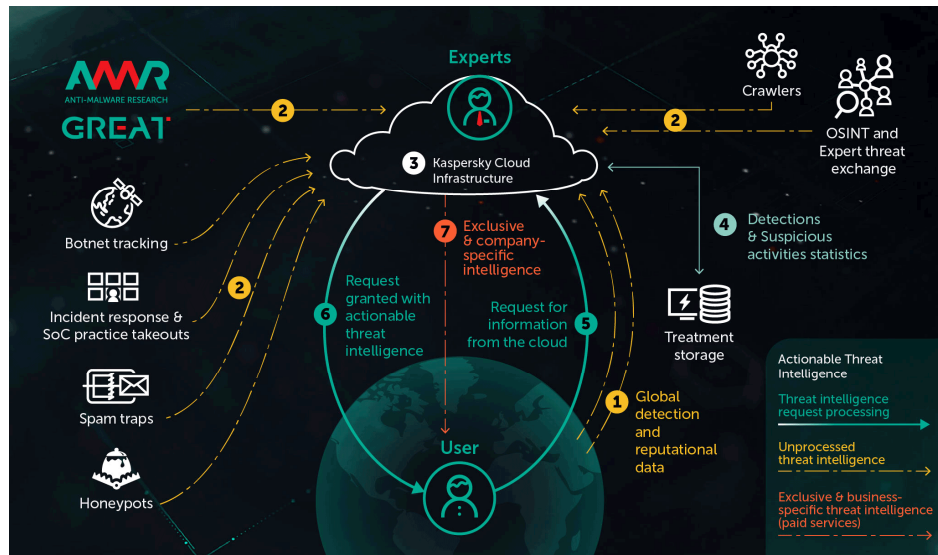 Experts
AMR
ANTI-MALWARE RESEARCH
GREAT
2
Crawlers
2
OSINT and
Expert threat
exchange
3
Kaspersky Cloud
Infrastructure
Botnet tracking
7
Exclusive
& company-
specific
intelligence
4
Detections
& Suspicious
activities statistics
2
Incident response &
SoC practice takeouts
6
Request
granted with
actionable
threat
intelligence
Request for
information
from the cloud
5
Treatment
storage
Spam traps
1
Global
detection
and
reputational
data
User
Honeypots
Actionable Threat
Intelligence
Threat intelligence
request processing
Unprocessed
threat intelligence
Exclusive & business-
specific threat intelligence
(paid services)